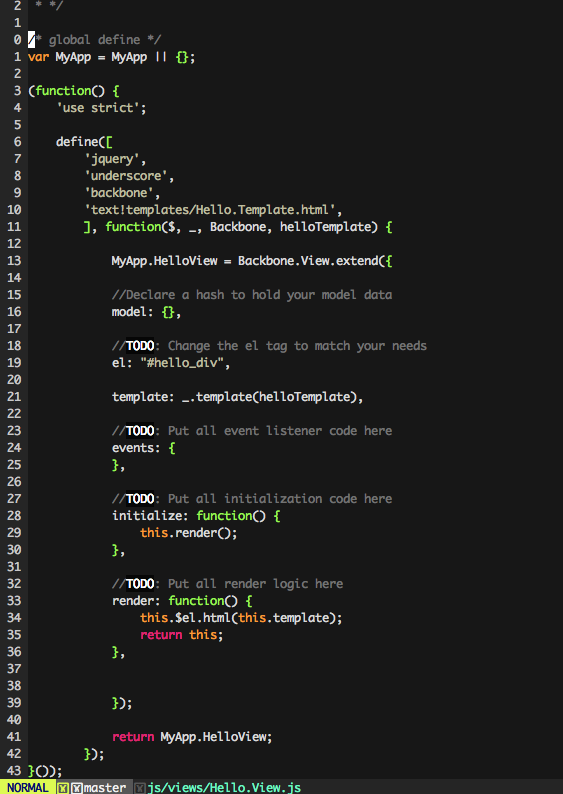 2  * */
1
0 /* global define */
1 var MyApp = MyApp || {};
2
3 (function() {
4     'use strict';
5
6     define([
7         'jquery',
8         'underscore',
9         'backbone',
10         'text!templates/Hello.Template.html',
11         ], function($, _, Backbone, helloTemplate) {
12
13             MyApp.HelloView = Backbone.View.extend({
14
15             //Declare a hash to hold your model data
16             model: {},
17
18             //TODO: Change the el tag to match your needs
19             el: "#hello_div",
20
21             template: _.template(helloTemplate),
22
23             //TODO: Put all event listener code here
24             events: {
25             },
26
27             //TODO: Put all initialization code here
28             initialize: function() {
29                 this.render();
30             },
31
32             //TODO: Put all render logic here
33             render: function() {
34                 this.$el.html(this.template);
35                 return this;
36             },
37
38
39             });
40
41             return MyApp.HelloView;
42         });
43 }());
NORMAL master js/views/Hello.View.js